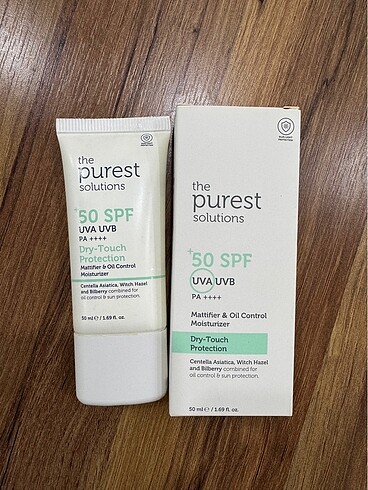 the
purest
solutions
+50 SPF
UVA UVB
PA ++++
Dry-Touch
Protection
Mattifier & Oil Control
Moisturizer
Centella Asiatica, Witch Hazel
and Bilberry combined for
oil control & sun protection.
50 ml ℮ / 1.69 fl. oz.
the
purest
solutions
+50 SPF
UVA UVB
PA ++++
Mattifier & Oil Control
Moisturizer
Dry-Touch
Protection
Centella Asiatica, Witch Hazel
and Bilberry combined for
oil control & sun protection.
50 ml ℮ / 1.69 fl. oz.